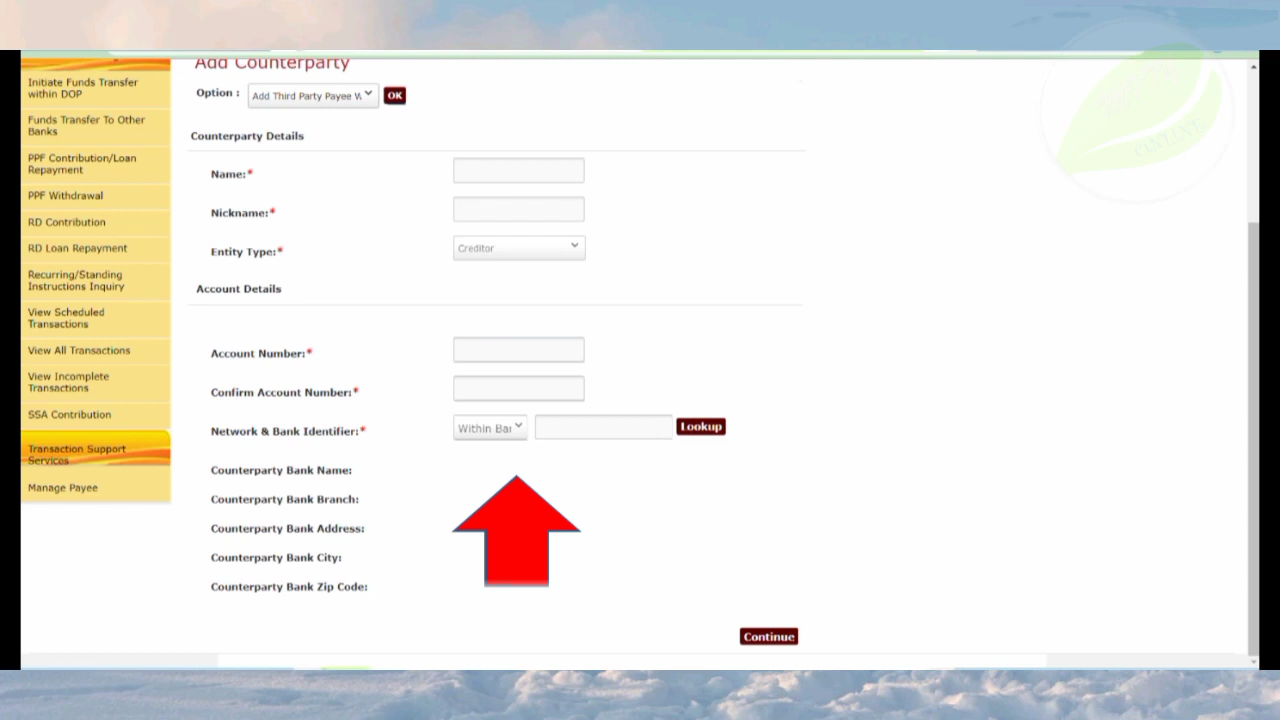 Add Counterparty
Initiate Funds Transfer
within DOP
Option :
Add Third Party Payee W
OK
Funds Transfer To Other
Banks
Counterparty Details
PPF Contribution/Loan
Repayment
Name:*
PPF Withdrawal
Nickname:*
RD Contribution
RD Loan Repayment
Entity Type:*
Creditor
Recurring/Standing
Instructions Inquiry
Account Details
View Scheduled
Transactions
View All Transactions
Account Number:*
View Incomplete
Transactions
Confirm Account Number:*
SSA Contribution
Network & Bank Identifier:*
Within Bar
Lookup
Transaction Support
Services
Counterparty Bank Name:
Manage Payee
Counterparty Bank Branch:
Counterparty Bank Address:
Counterparty Bank City:
Counterparty Bank Zip Code:
Continue